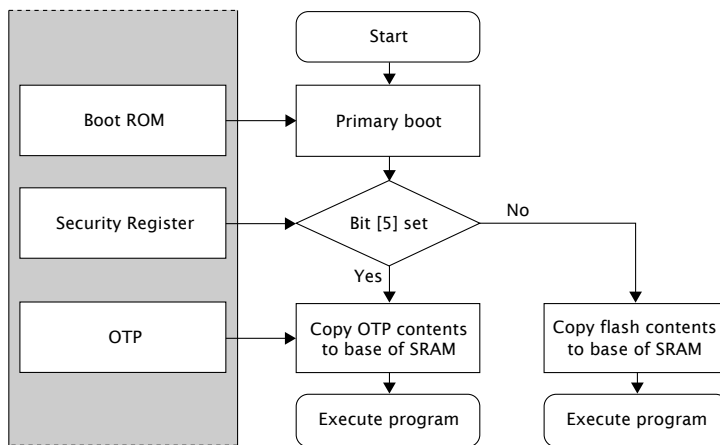 Start
Boot ROM
Primary boot
Security Register
Bit [5] set
No
Yes
OTP
Copy OTP contents
to base of SRAM
Copy flash contents
to base of SRAM
Execute program
Execute program